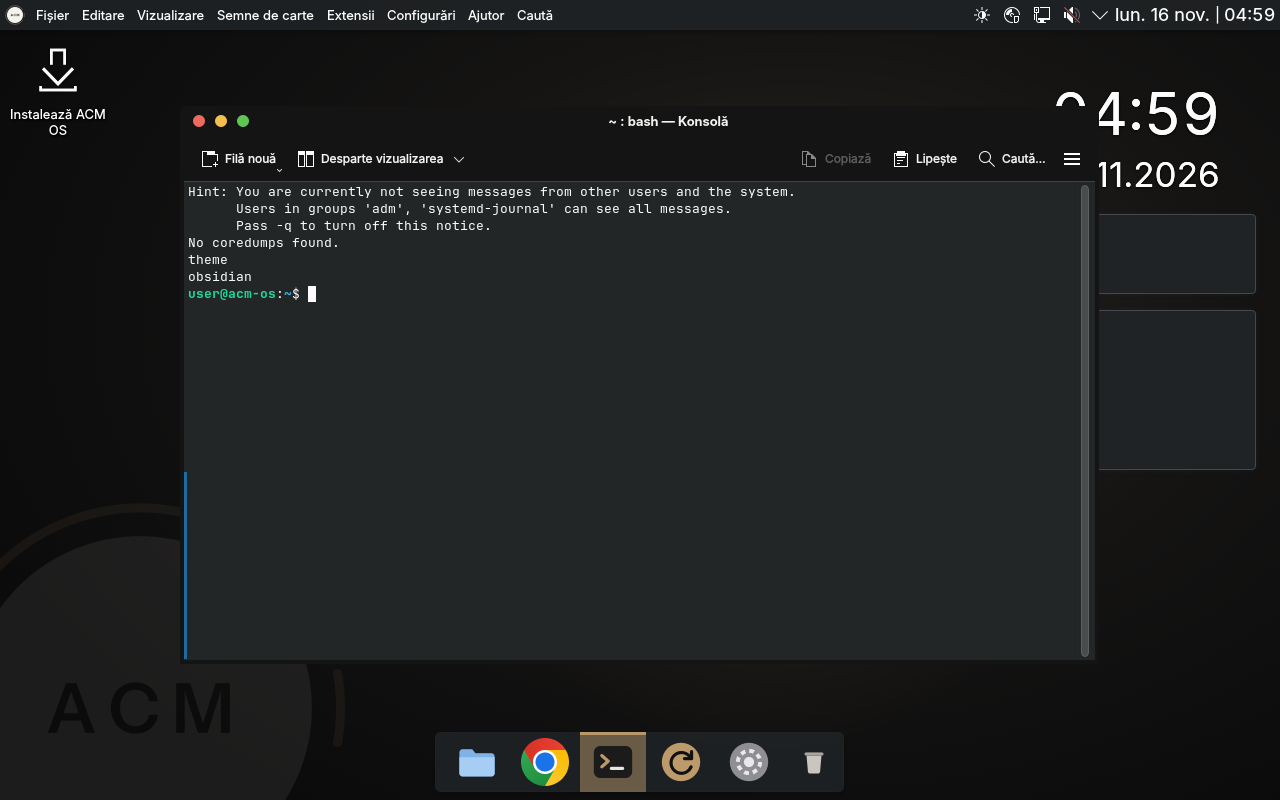 Fișier Editare Vizualizare Semne de carte Extensii Configurări Ajutor Caută
lun. 16 nov. | 04:59
Instalează ACM
OS
04:59
11.2026
~ : bash — Konsolă
Filă nouă
Desparte vizualizarea
Copiază
Lipește
Caută...
Hint: You are currently not seeing messages from other users and the system.
Users in groups 'adm', 'systemd-journal' can see all messages.
Pass -q to turn off this notice.
No coredumps found.
theme
obsidian
user@acm-os:~$
ACM